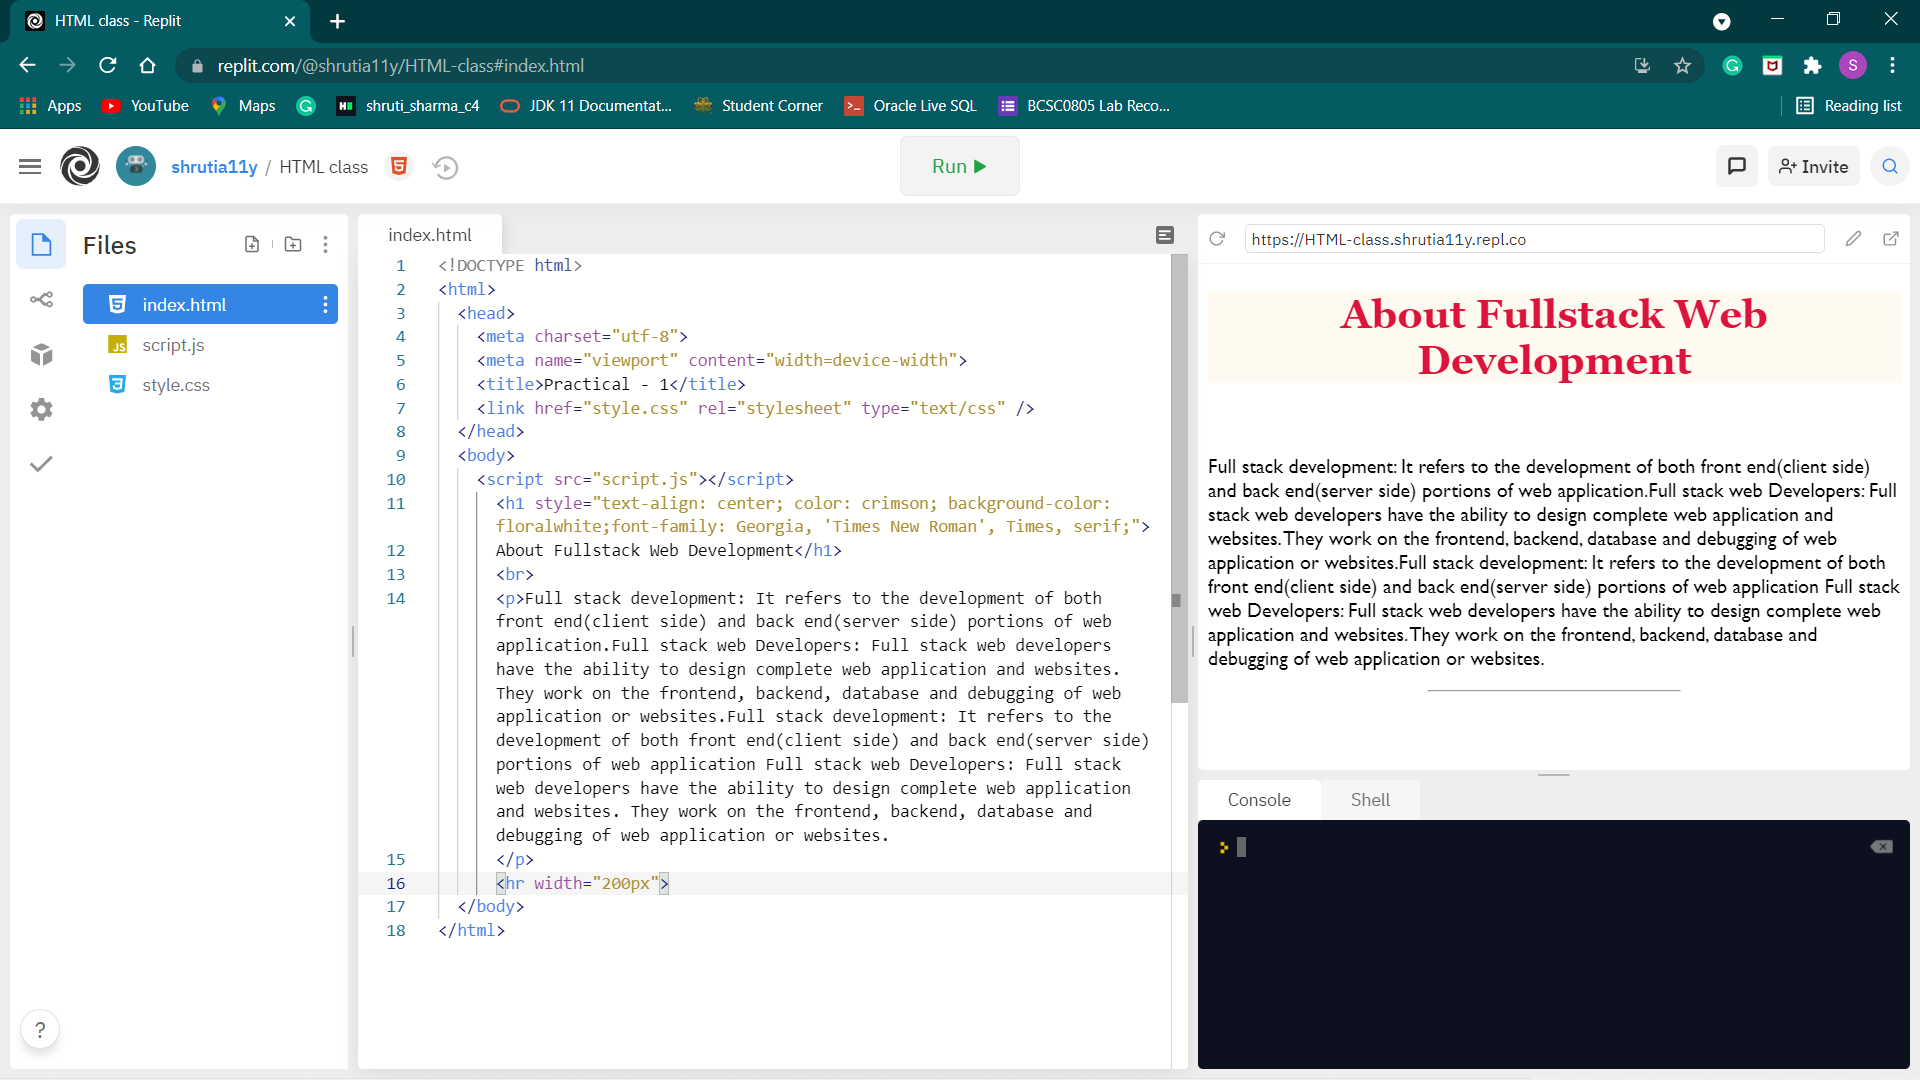 HTML class - Replit
replit.com/@shrutia11y/HTML-class#index.html
S
Apps
YouTube
Maps
shruti_sharma_c4
JDK 11 Documentat...
Student Corner
Oracle Live SQL
BCSC0805 Lab Reco...
Reading list
shrutia11y / HTML class
Run
Invite
Files
index.html
script.js
style.css
?
index.html
1 <!DOCTYPE html>
2 <html>
3 <head>
4 <meta charset="utf-8">
5 <meta name="viewport" content="width=device-width">
6 <title>Practical - 1</title>
7 <link href="style.css" rel="stylesheet" type="text/css" />
8 </head>
9 <body>
10 <script src="script.js"></script>
11 <h1 style="text-align: center; color: crimson; background-color:
floralwhite;font-family: Georgia, 'Times New Roman', Times, serif;">
12 About Fullstack Web Development</h1>
13 <br>
14 <p>Full stack development: It refers to the development of both
front end(client side) and back end(server side) portions of web
application.Full stack web Developers: Full stack web developers
have the ability to design complete web application and websites.
They work on the frontend, backend, database and debugging of web
application or websites.Full stack development: It refers to the
development of both front end(client side) and back end(server side)
portions of web application Full stack web Developers: Full stack
web developers have the ability to design complete web application
and websites. They work on the frontend, backend, database and
debugging of web application or websites.
15 </p>
16 <hr width="200px">
17 </body>
18 </html>
https://HTML-class.shrutia11y.repl.co
About Fullstack Web
Development
Full stack development: It refers to the development of both front end(client side)
and back end(server side) portions of web application.Full stack web Developers: Full
stack web developers have the ability to design complete web application and
websites. They work on the frontend, backend, database and debugging of web
application or websites.Full stack development: It refers to the development of both
front end(client side) and back end(server side) portions of web application Full stack
web Developers: Full stack web developers have the ability to design complete web
application and websites. They work on the frontend, backend, database and
debugging of web application or websites.
Console
Shell